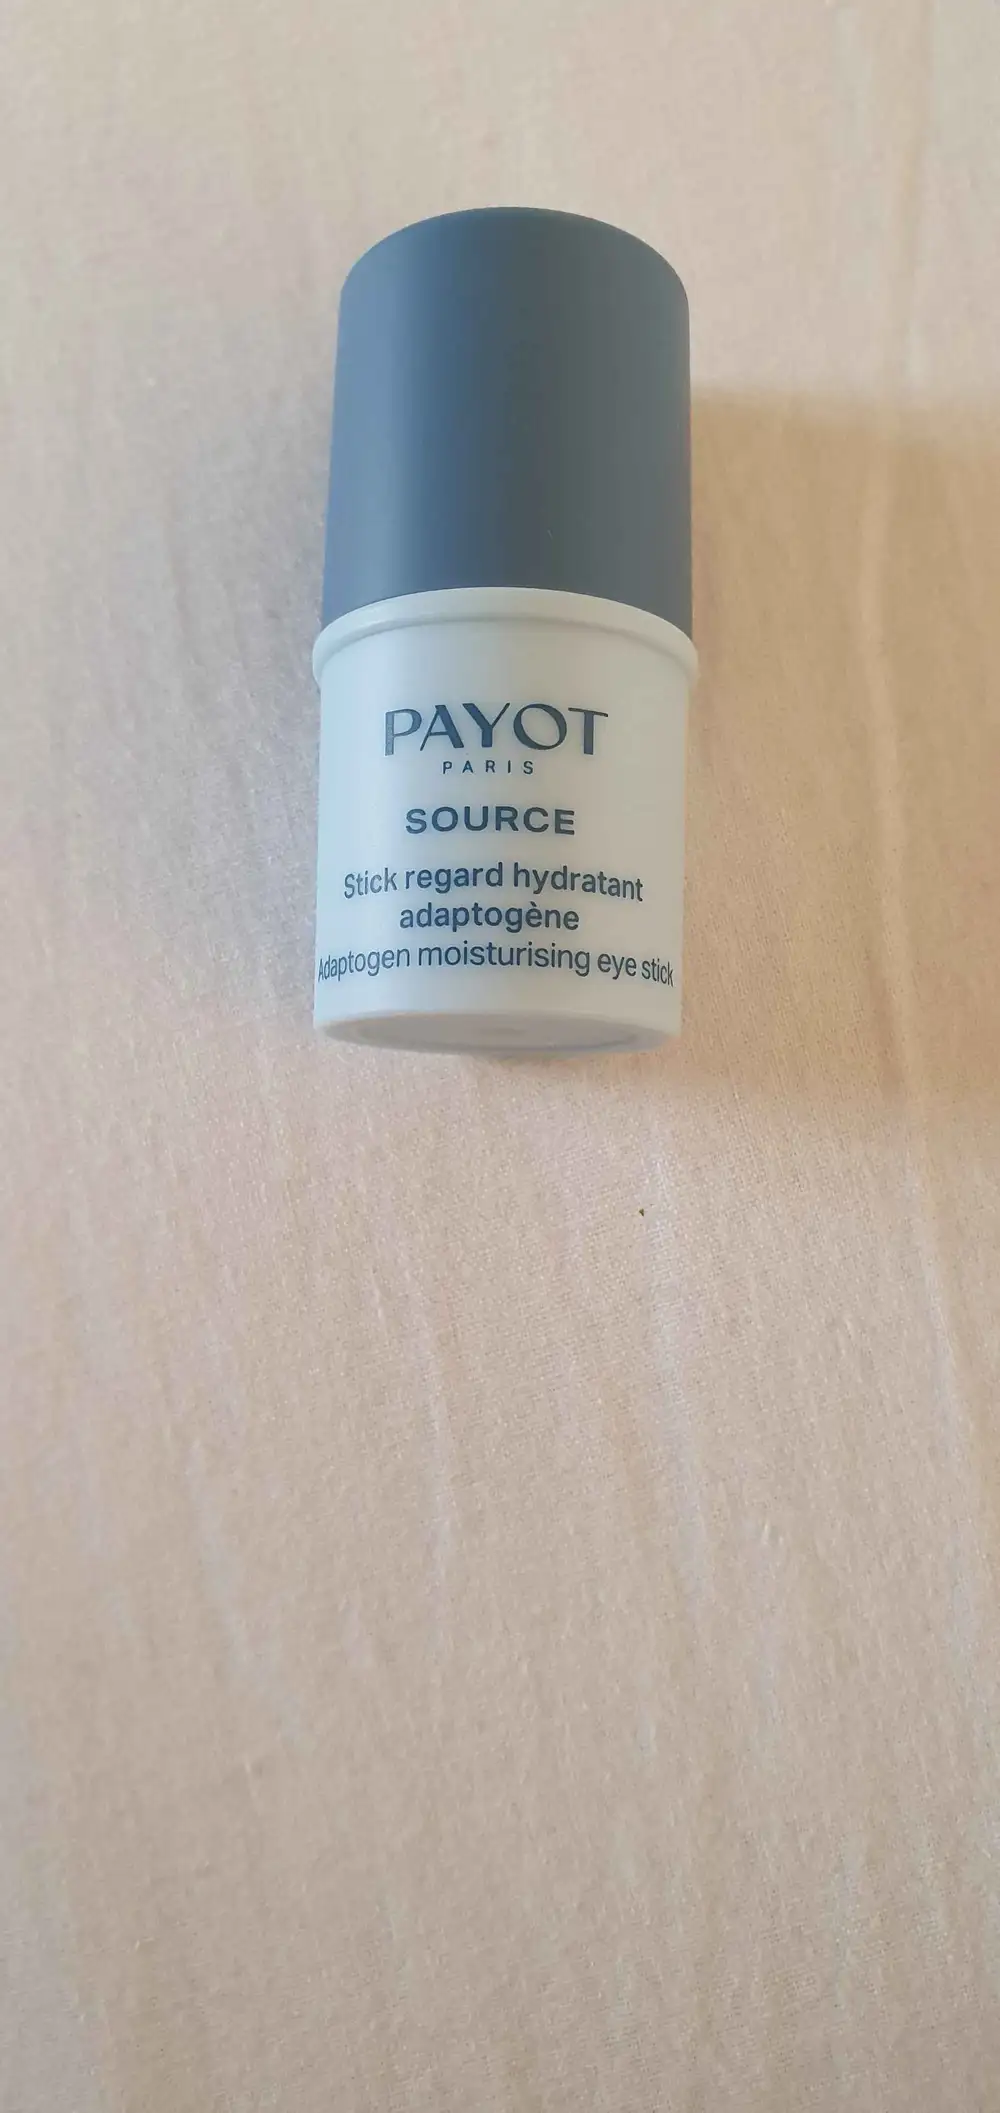 PAYOT
PARIS
SOURCE
Stick regard hydratant
adaptogène
Adaptogen moisturising eye stick